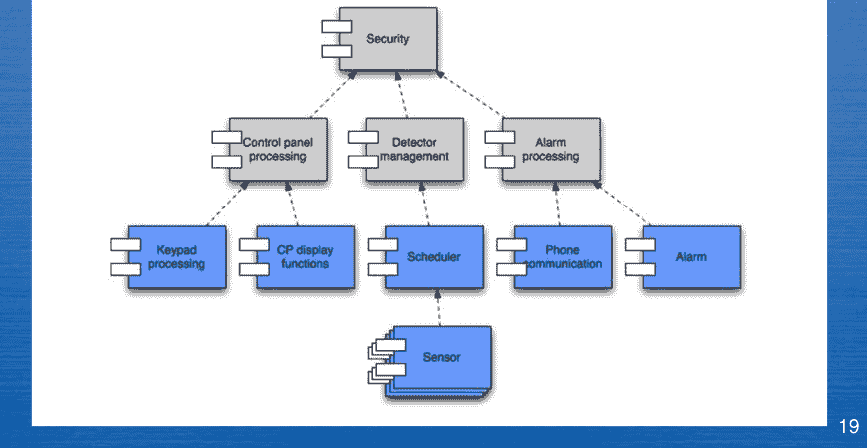 Security
Control panel
processing
Detector
management
Alarm
processing
Keypad
processing
CP display
functions
Scheduler
Phone
communication
Alarm
Sensor
19